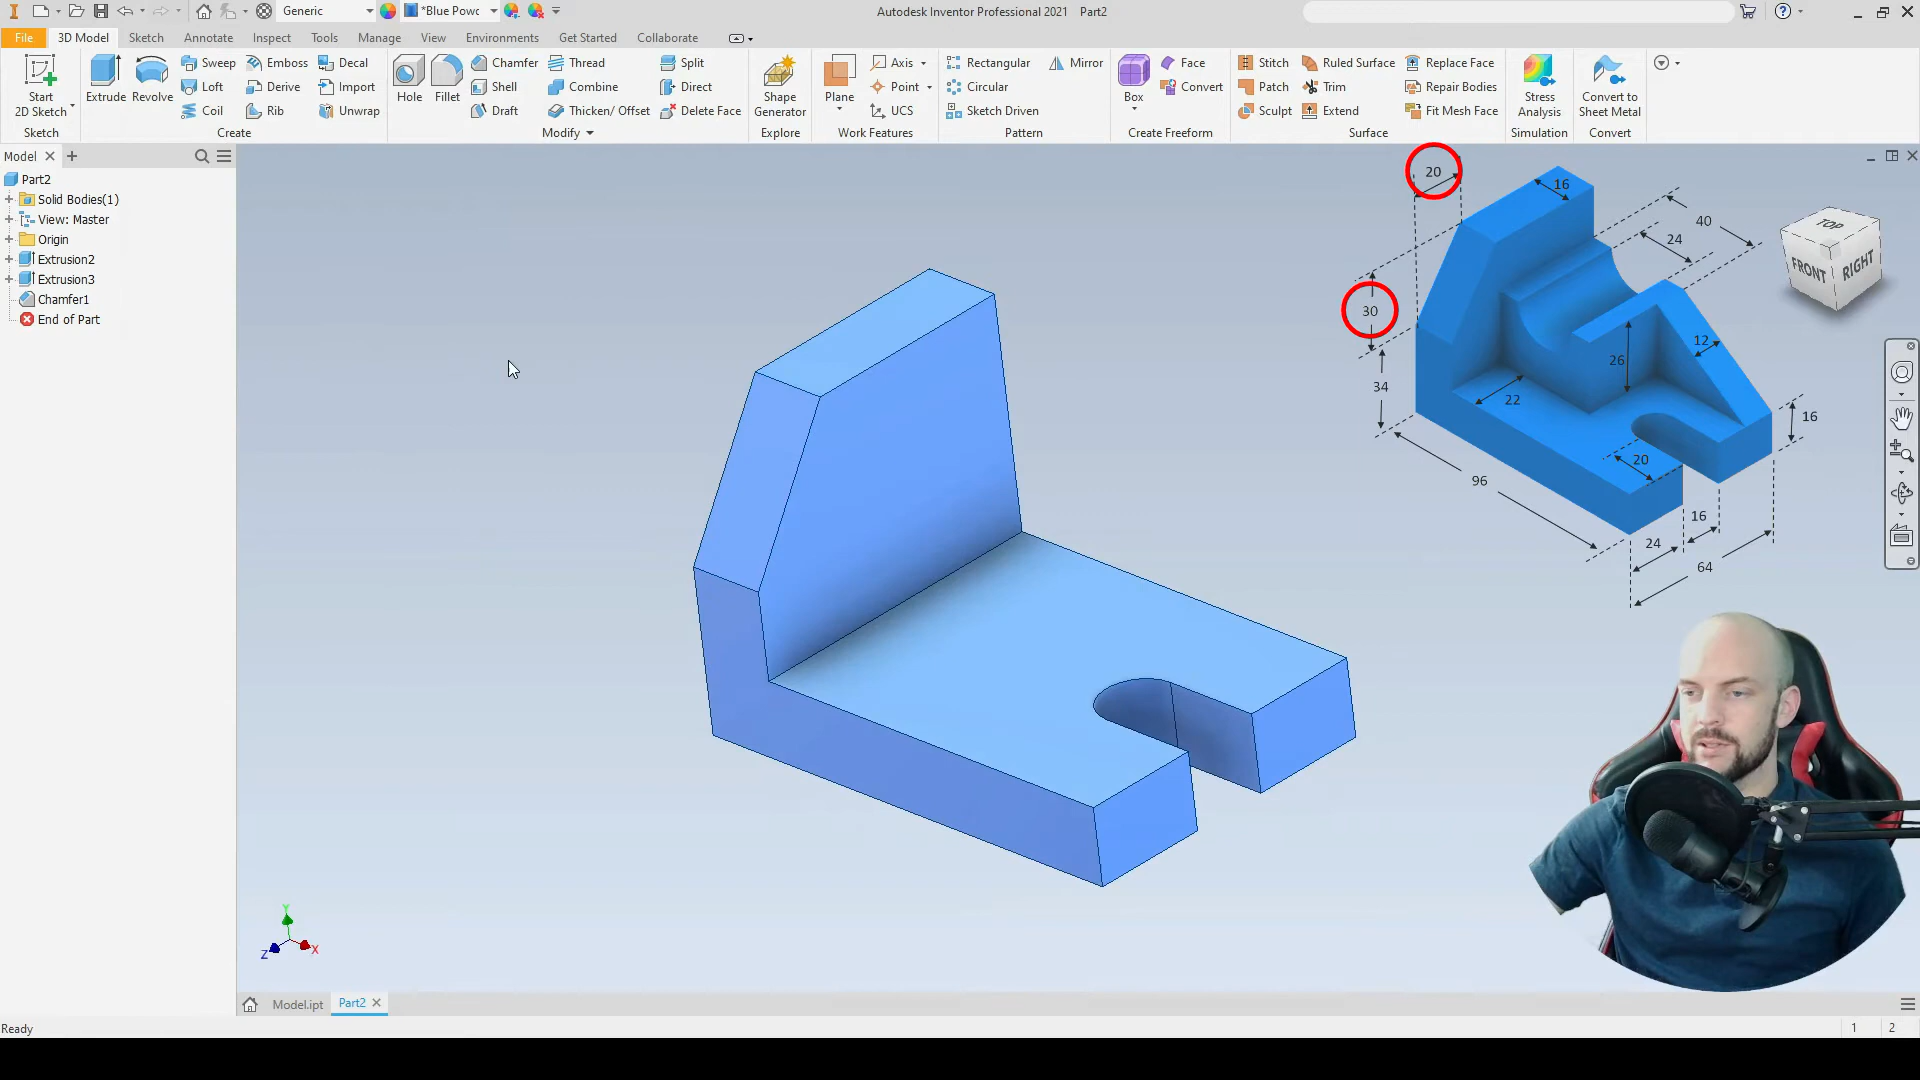 Generic
*Blue Powc
Autodesk Inventor Professional 2021 Part2
File
3D Model
Sketch
Annotate
Inspect
Tools
Manage
View
Environments
Get Started
Collaborate
Start
2D Sketch
Sketch
Extrude
Revolve
Sweep
Loft
Coil
Emboss
Derive
Rib
Decal
Import
Unwrap
Create
Hole
Fillet
Chamfer
Shell
Draft
Thread
Combine
Thicken/ Offset
Split
Direct
Delete Face
Modify
Shape
Generator
Explore
Plane
Axis
Point
UCS
Work Features
Rectangular
Circular
Sketch Driven
Mirror
Pattern
Box
Face
Convert
Create Freeform
Stitch
Patch
Sculpt
Ruled Surface
Trim
Extend
Replace Face
Repair Bodies
Fit Mesh Face
Surface
Stress
Analysis
Simulation
Convert to
Sheet Metal
Convert
Model
Part2
Solid Bodies(1)
View: Master
Origin
Extrusion2
Extrusion3
Chamfer1
End of Part
20
16
40
24
30
12
26
34
22
16
20
96
16
24
64
TOP
FRONT
RIGHT
Y
Z
X
Model.ipt
Part2
Ready
1
2